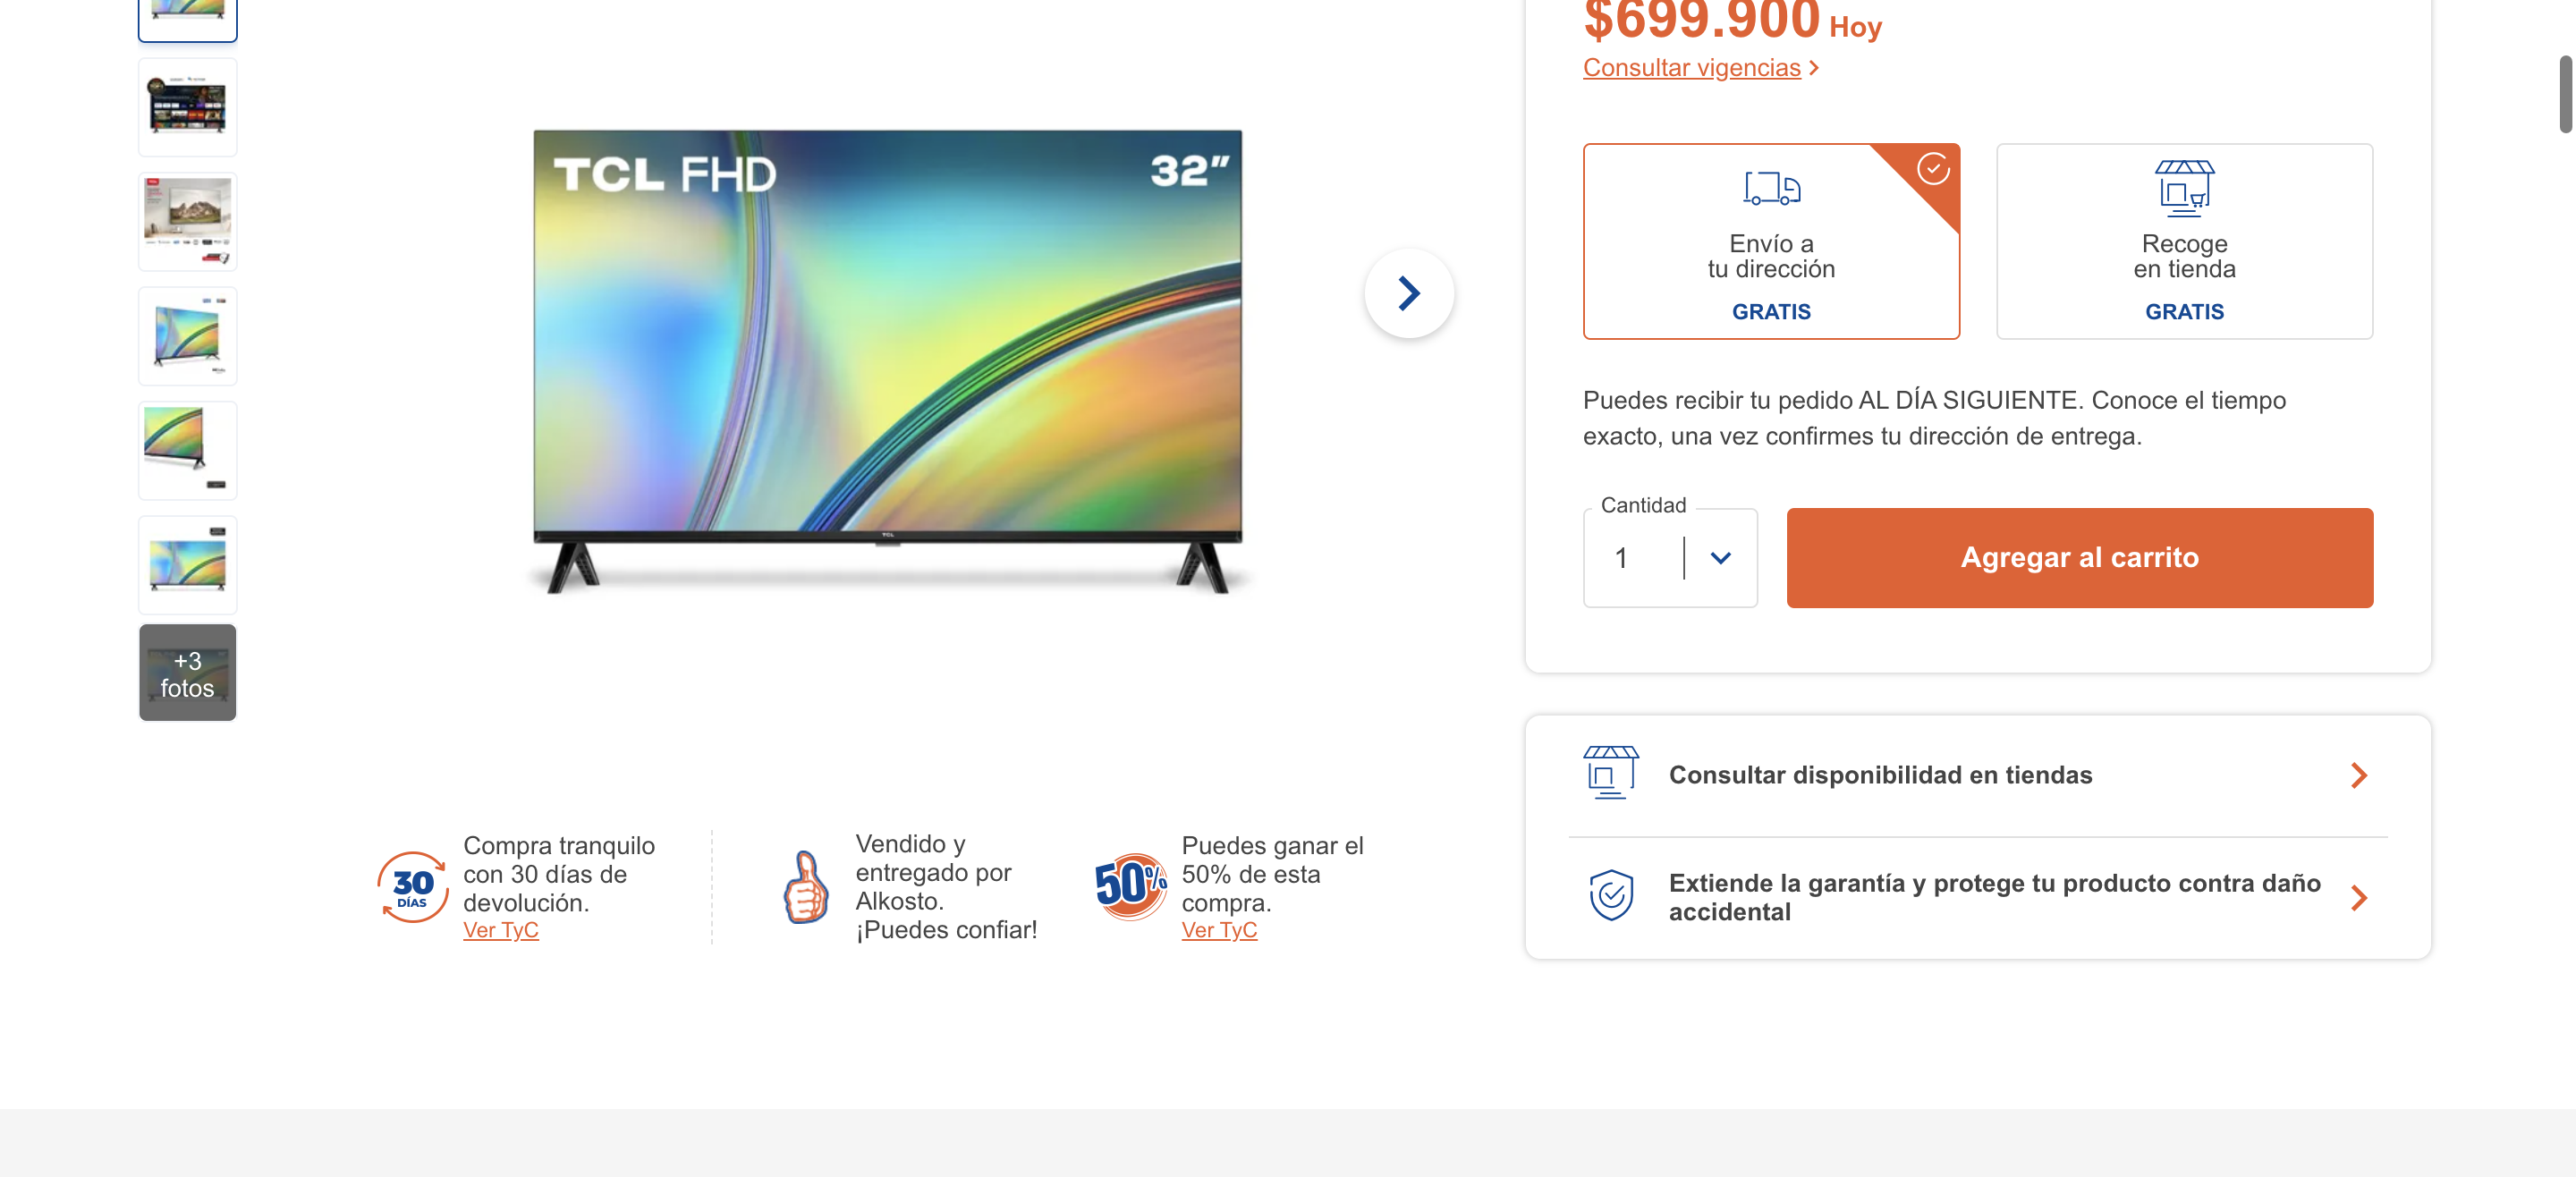 $699.900 Hoy
Consultar vigencias
TCL FHD
32"
TCL
Envío a
tu dirección
GRATIS
Recoge
en tienda
GRATIS
Puedes recibir tu pedido AL DÍA SIGUIENTE. Conoce el tiempo
exacto, una vez confirmes tu dirección de entrega.
Cantidad
1
Agregar al carrito
+3
fotos
Consultar disponibilidad en tiendas
Extiende la garantía y protege tu producto contra daño
accidental
30
DÍAS
Compra tranquilo
con 30 días de
devolución.
Ver TyC
Vendido y
entregado por
Alkosto.
¡Puedes confiar!
50%
Puedes ganar el
50% de esta
compra.
Ver TyC